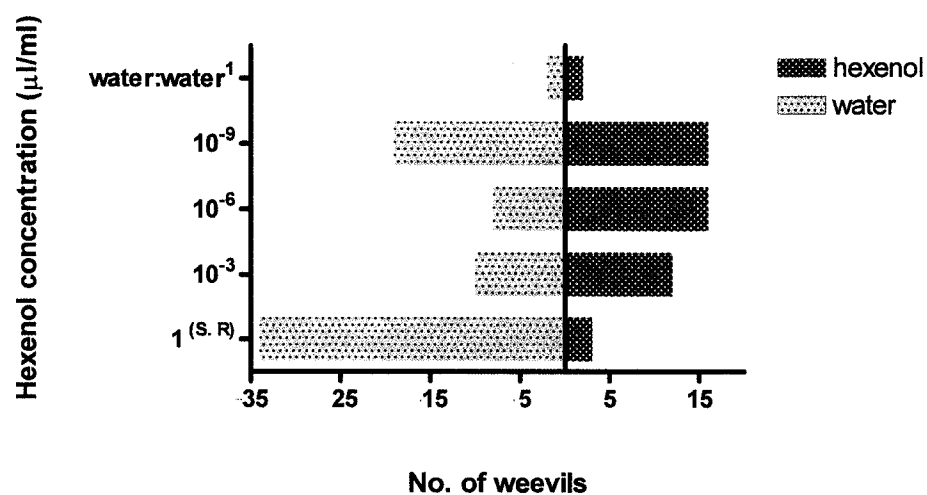 Hexenol concentration (µl/ml)
water:water¹
10⁻⁹
10⁻⁶
10⁻³
1 (S. R)
35 25 15 5 5 15
No. of weevils
hexenol
water